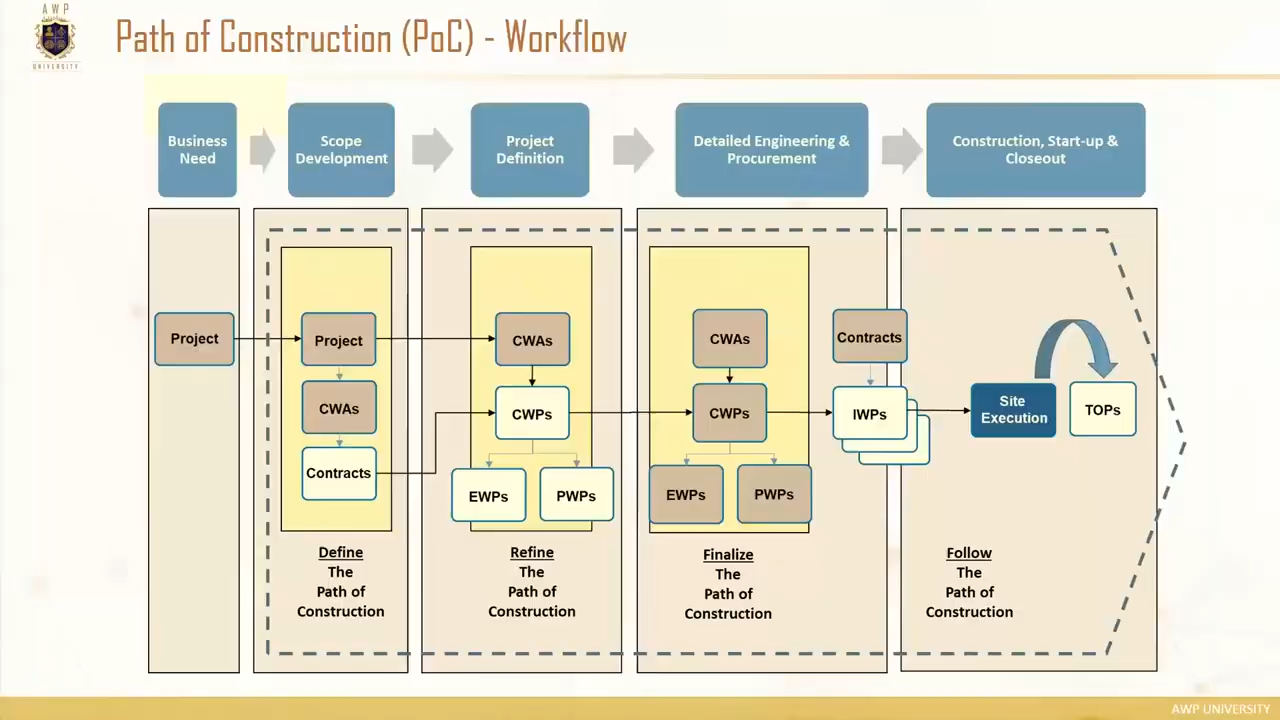 A W P
UNIVERSITY
Path of Construction (PoC) - Workflow
Business
Need
Scope
Development
Project
Definition
Detailed Engineering &
Procurement
Construction, Start-up &
Closeout
Project
Project
CWAs
Contracts
Define
The
Path of
Construction
CWAs
CWPs
EWPs
PWPs
Refine
The
Path of
Construction
CWAs
CWPs
EWPs
PWPs
Finalize
The
Path of
Construction
Contracts
IWPs
Site
Execution
TOPs
Follow
The
Path of
Construction
AWP UNIVERSITY